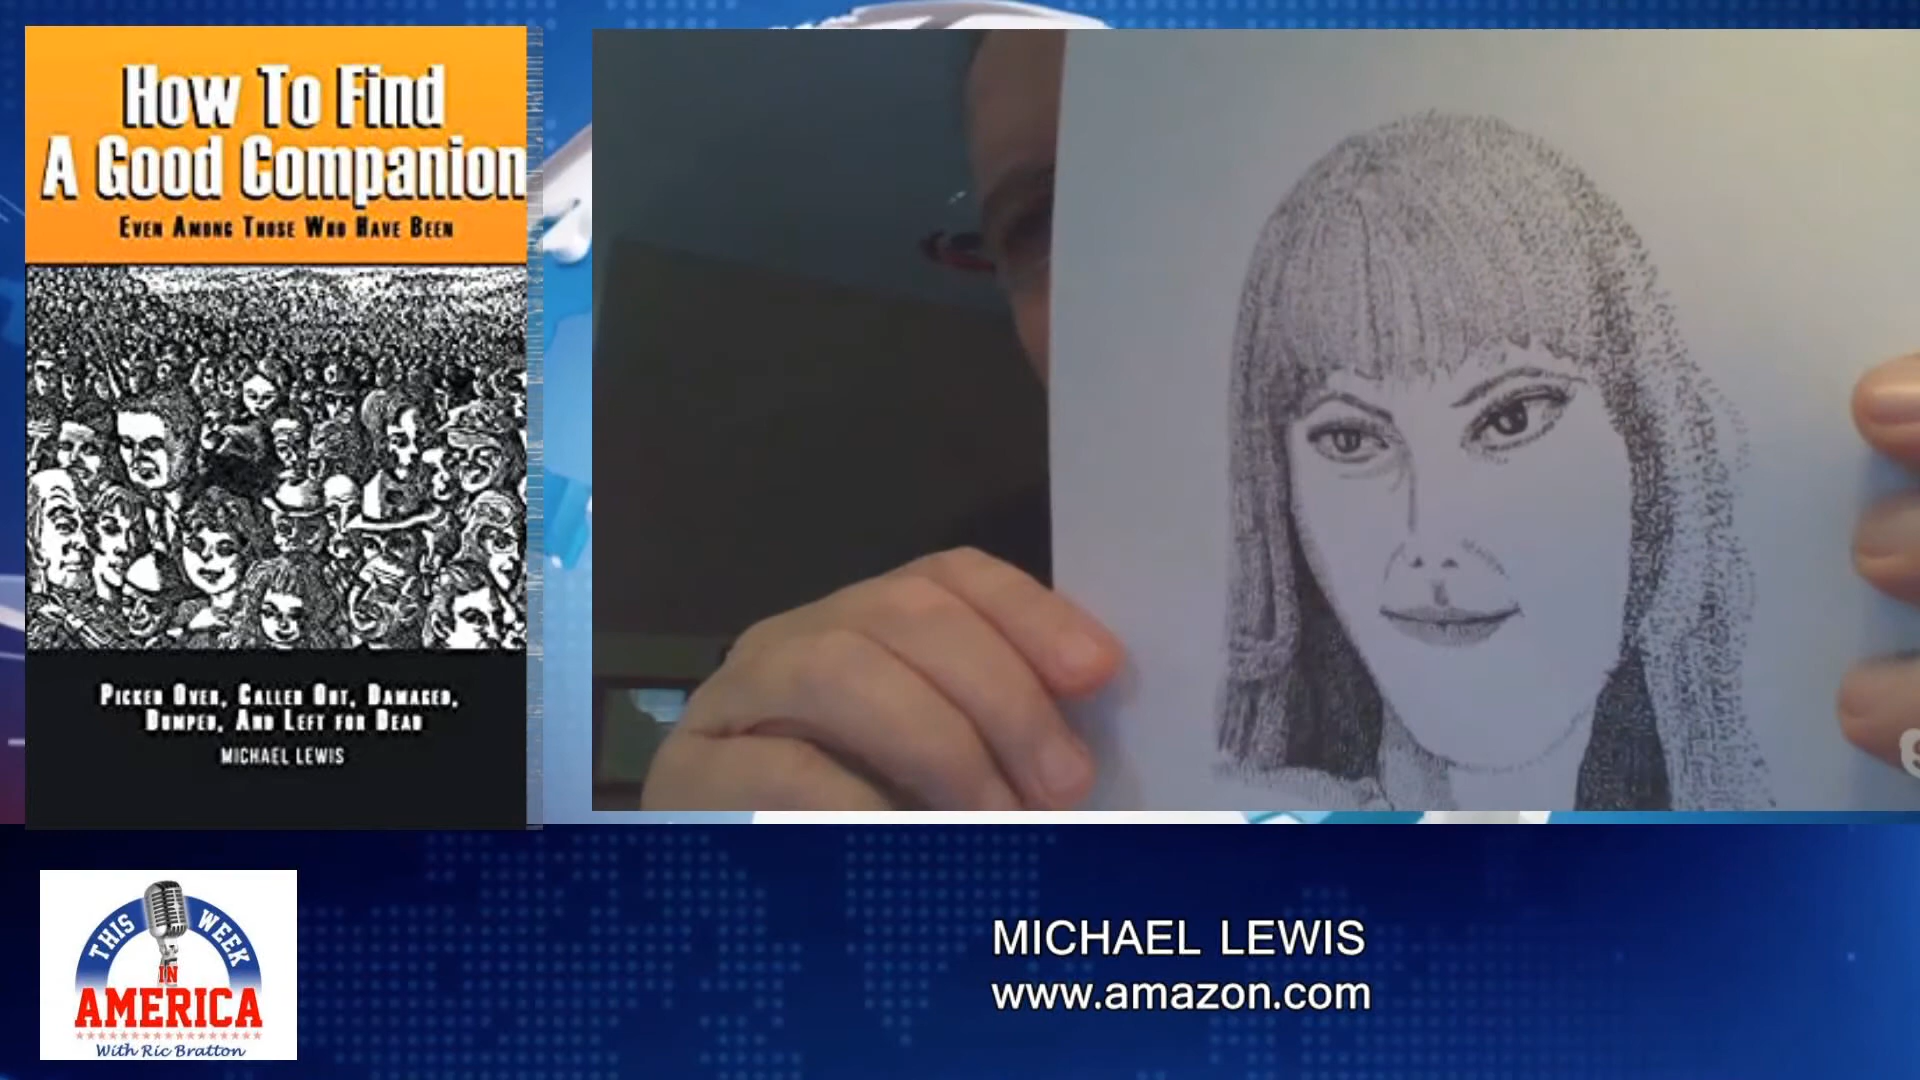 How To Find
A Good Companion
EVEN AMONG THOSE WHO HAVE BEEN
PICKED OVER, CALLED OUT, DAMAGED,
DUMPED, AND LEFT FOR DEAD
MICHAEL LEWIS
THIS WEEK
IN
AMERICA
With Ric Bratton
MICHAEL LEWIS
www.amazon.com